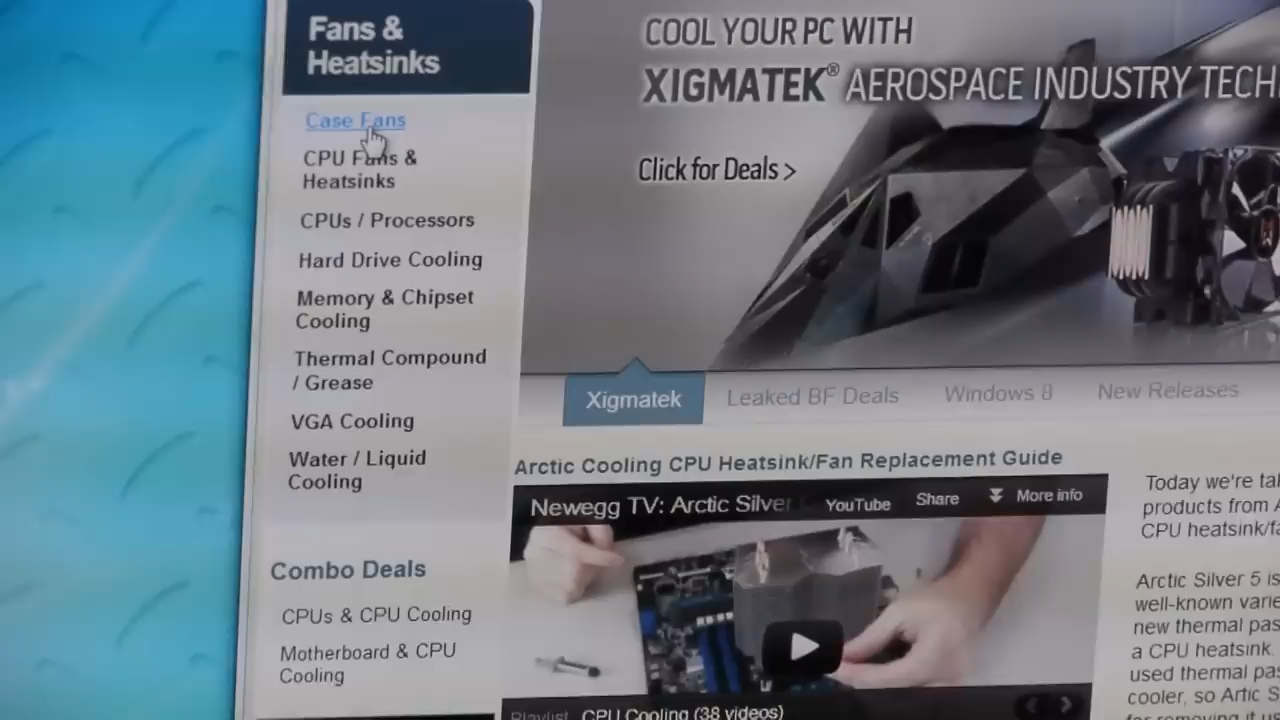 Fans &
Heatsinks
Case Fans
CPU Fans &
Heatsinks
CPUs / Processors
Hard Drive Cooling
Memory & Chipset
Cooling
Thermal Compound
/ Grease
VGA Cooling
Water / Liquid
Cooling
Combo Deals
CPUs & CPU Cooling
Motherboard & CPU
Cooling
COOL YOUR PC WITH
XIGMATEK® AEROSPACE INDUSTRY TECH
Click for Deals >
Xigmatek Leaked BF Deals Windows 8 New Releases
Arctic Cooling CPU Heatsink/Fan Replacement Guide
Newegg TV: Arctic Silver YouTube Share More info
Playlist CPU Cooling (38 videos)
Today we're tal
products from A
CPU heatsink/fa
Arctic Silver 5 is
well-known varie
new thermal pas
a CPU heatsink.
used thermal pas
cooler, so Artic S